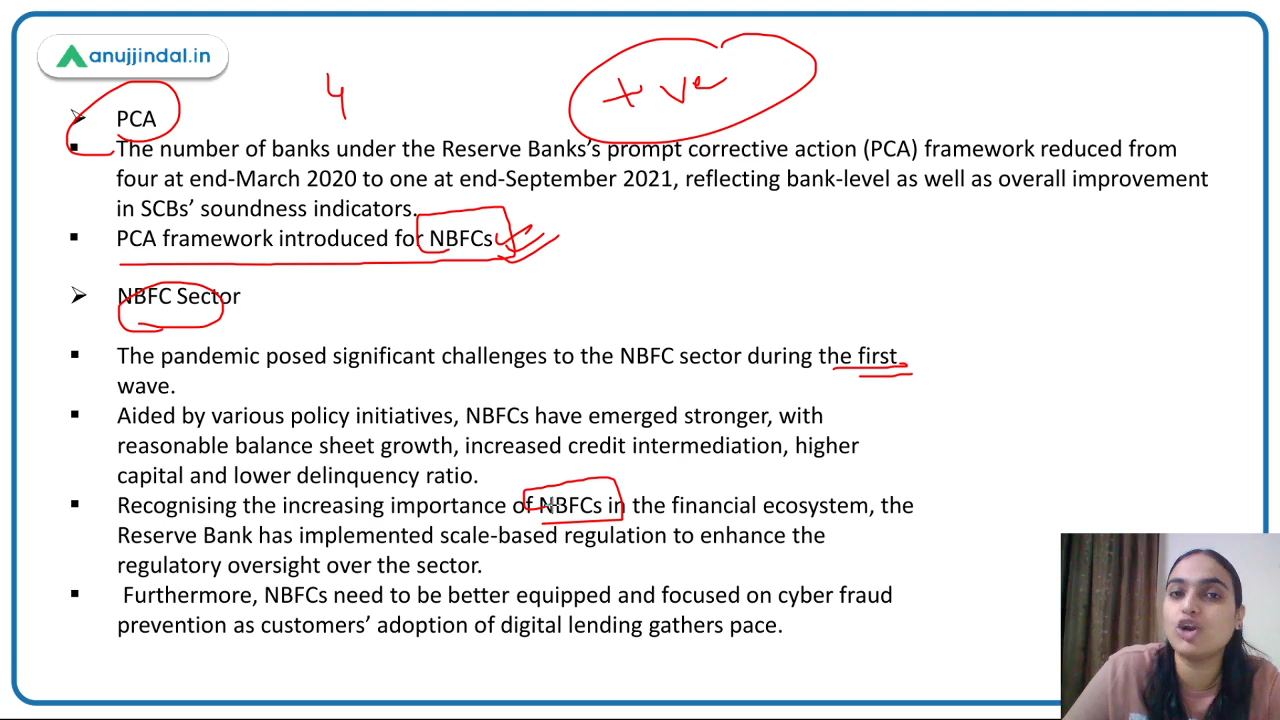 anujjindal.in
4
+ve
PCA
The number of banks under the Reserve Banks's prompt corrective action (PCA) framework reduced from
four at end-March 2020 to one at end-September 2021, reflecting bank-level as well as overall improvement
in SCBs' soundness indicators.
PCA framework introduced for NBFCs
NBFC Sector
The pandemic posed significant challenges to the NBFC sector during the first
wave.
Aided by various policy initiatives, NBFCs have emerged stronger, with
reasonable balance sheet growth, increased credit intermediation, higher
capital and lower delinquency ratio.
Recognising the increasing importance of NBFCs in the financial ecosystem, the
Reserve Bank has implemented scale-based regulation to enhance the
regulatory oversight over the sector.
Furthermore, NBFCs need to be better equipped and focused on cyber fraud
prevention as customers' adoption of digital lending gathers pace.